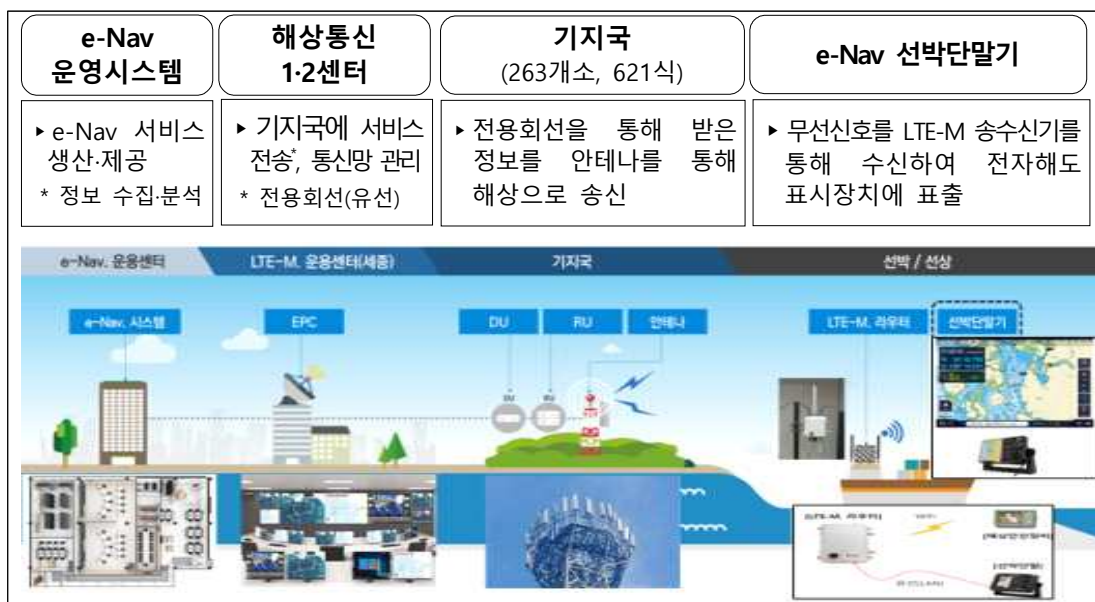 e-Nav
운영시스템
해상통신
1·2센터
기지국
(263개소, 621식)
e-Nav 선박단말기
▸ e-Nav 서비스
생산·제공
* 정보 수집·분석
▸ 기지국에 서비스
전송*, 통신망 관리
* 전용회선(유선)
▸ 전용회선을 통해 받은
정보를 안테나를 통해
해상으로 송신
▸ 무선신호를 LTE-M 송수신기를
통해 수신하여 전자해도
표시장치에 표출
e-Nav. 운용센터
LTE-M. 운용센터(세종)
기지국
선박 / 선상
e-Nav. 시스템
EPC
DU
RU
안테나
LTE-M. 라우터
선박단말기
DU
RU
[LTE-M. 라우터]